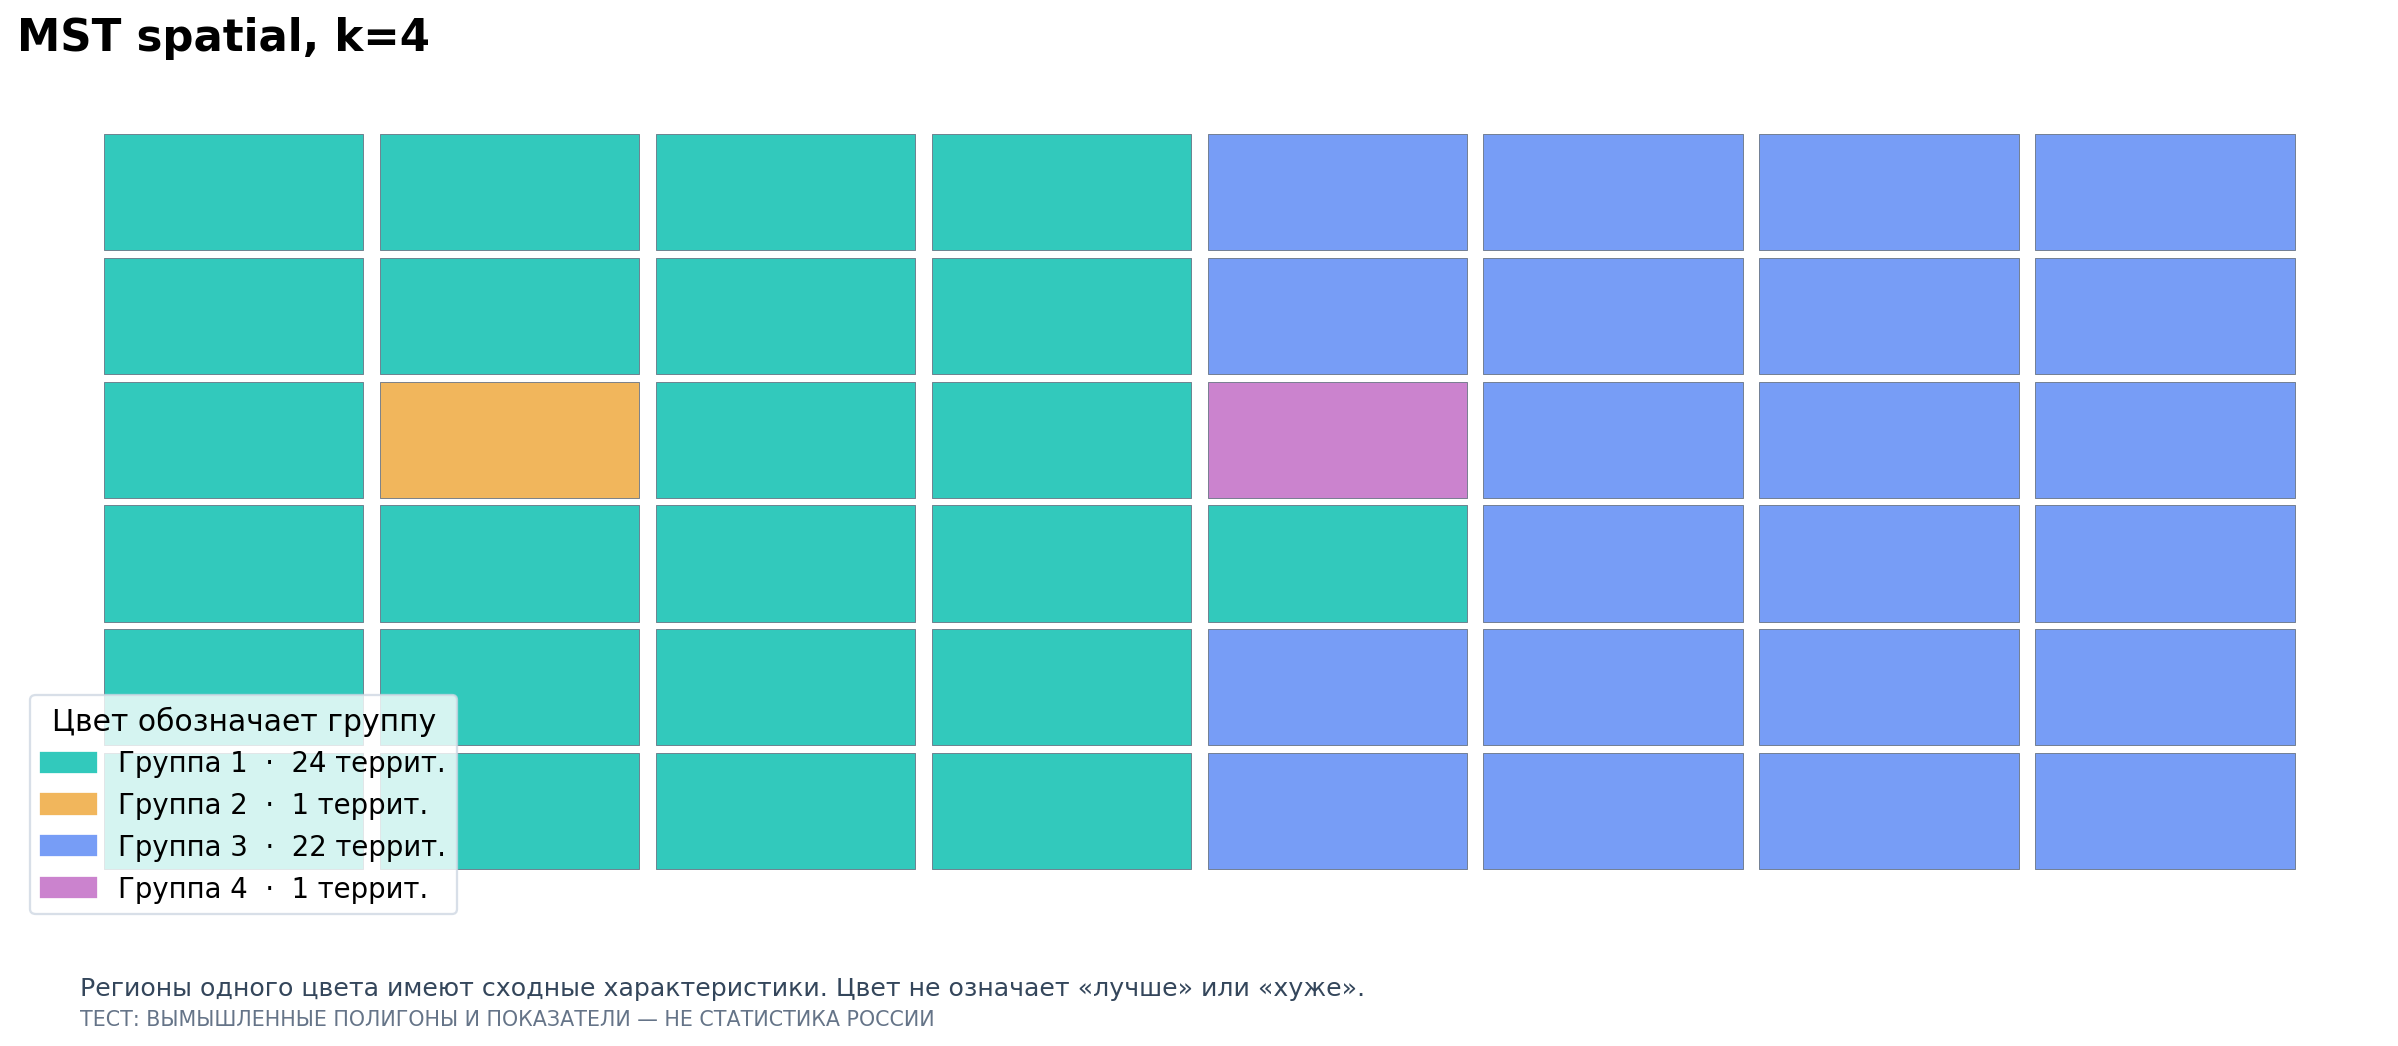 MST spatial, k=4
Цвет обозначает группу
Группа 1 · 24 террит.
Группа 2 · 1 террит.
Группа 3 · 22 террит.
Группа 4 · 1 террит.
Регионы одного цвета имеют сходные характеристики. Цвет не означает «лучше» или «хуже».
ТЕСТ: ВЫМЫШЛЕННЫЕ ПОЛИГОНЫ И ПОКАЗАТЕЛИ — НЕ СТАТИСТИКА РОССИИ